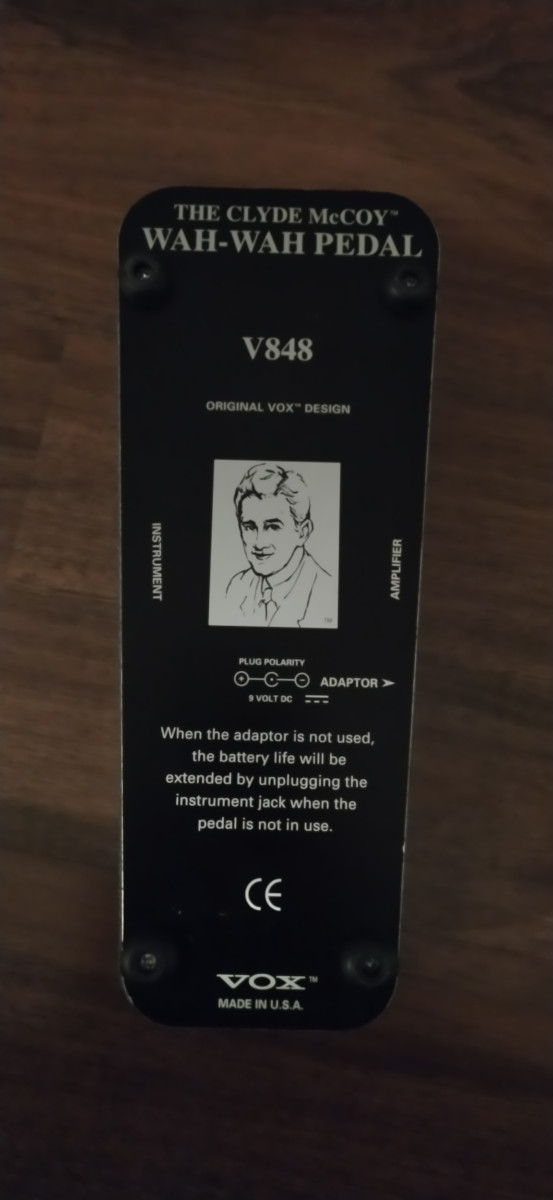 THE CLYDE McCOY™
WAH-WAH PEDAL
V848
ORIGINAL VOX™ DESIGN
INSTRUMENT
AMPLIFIER
TM
PLUG POLARITY
ADAPTOR
9 VOLT DC
When the adaptor is not used,
the battery life will be
extended by unplugging the
instrument jack when the
pedal is not in use.
CE
VOX™
MADE IN U.S.A.